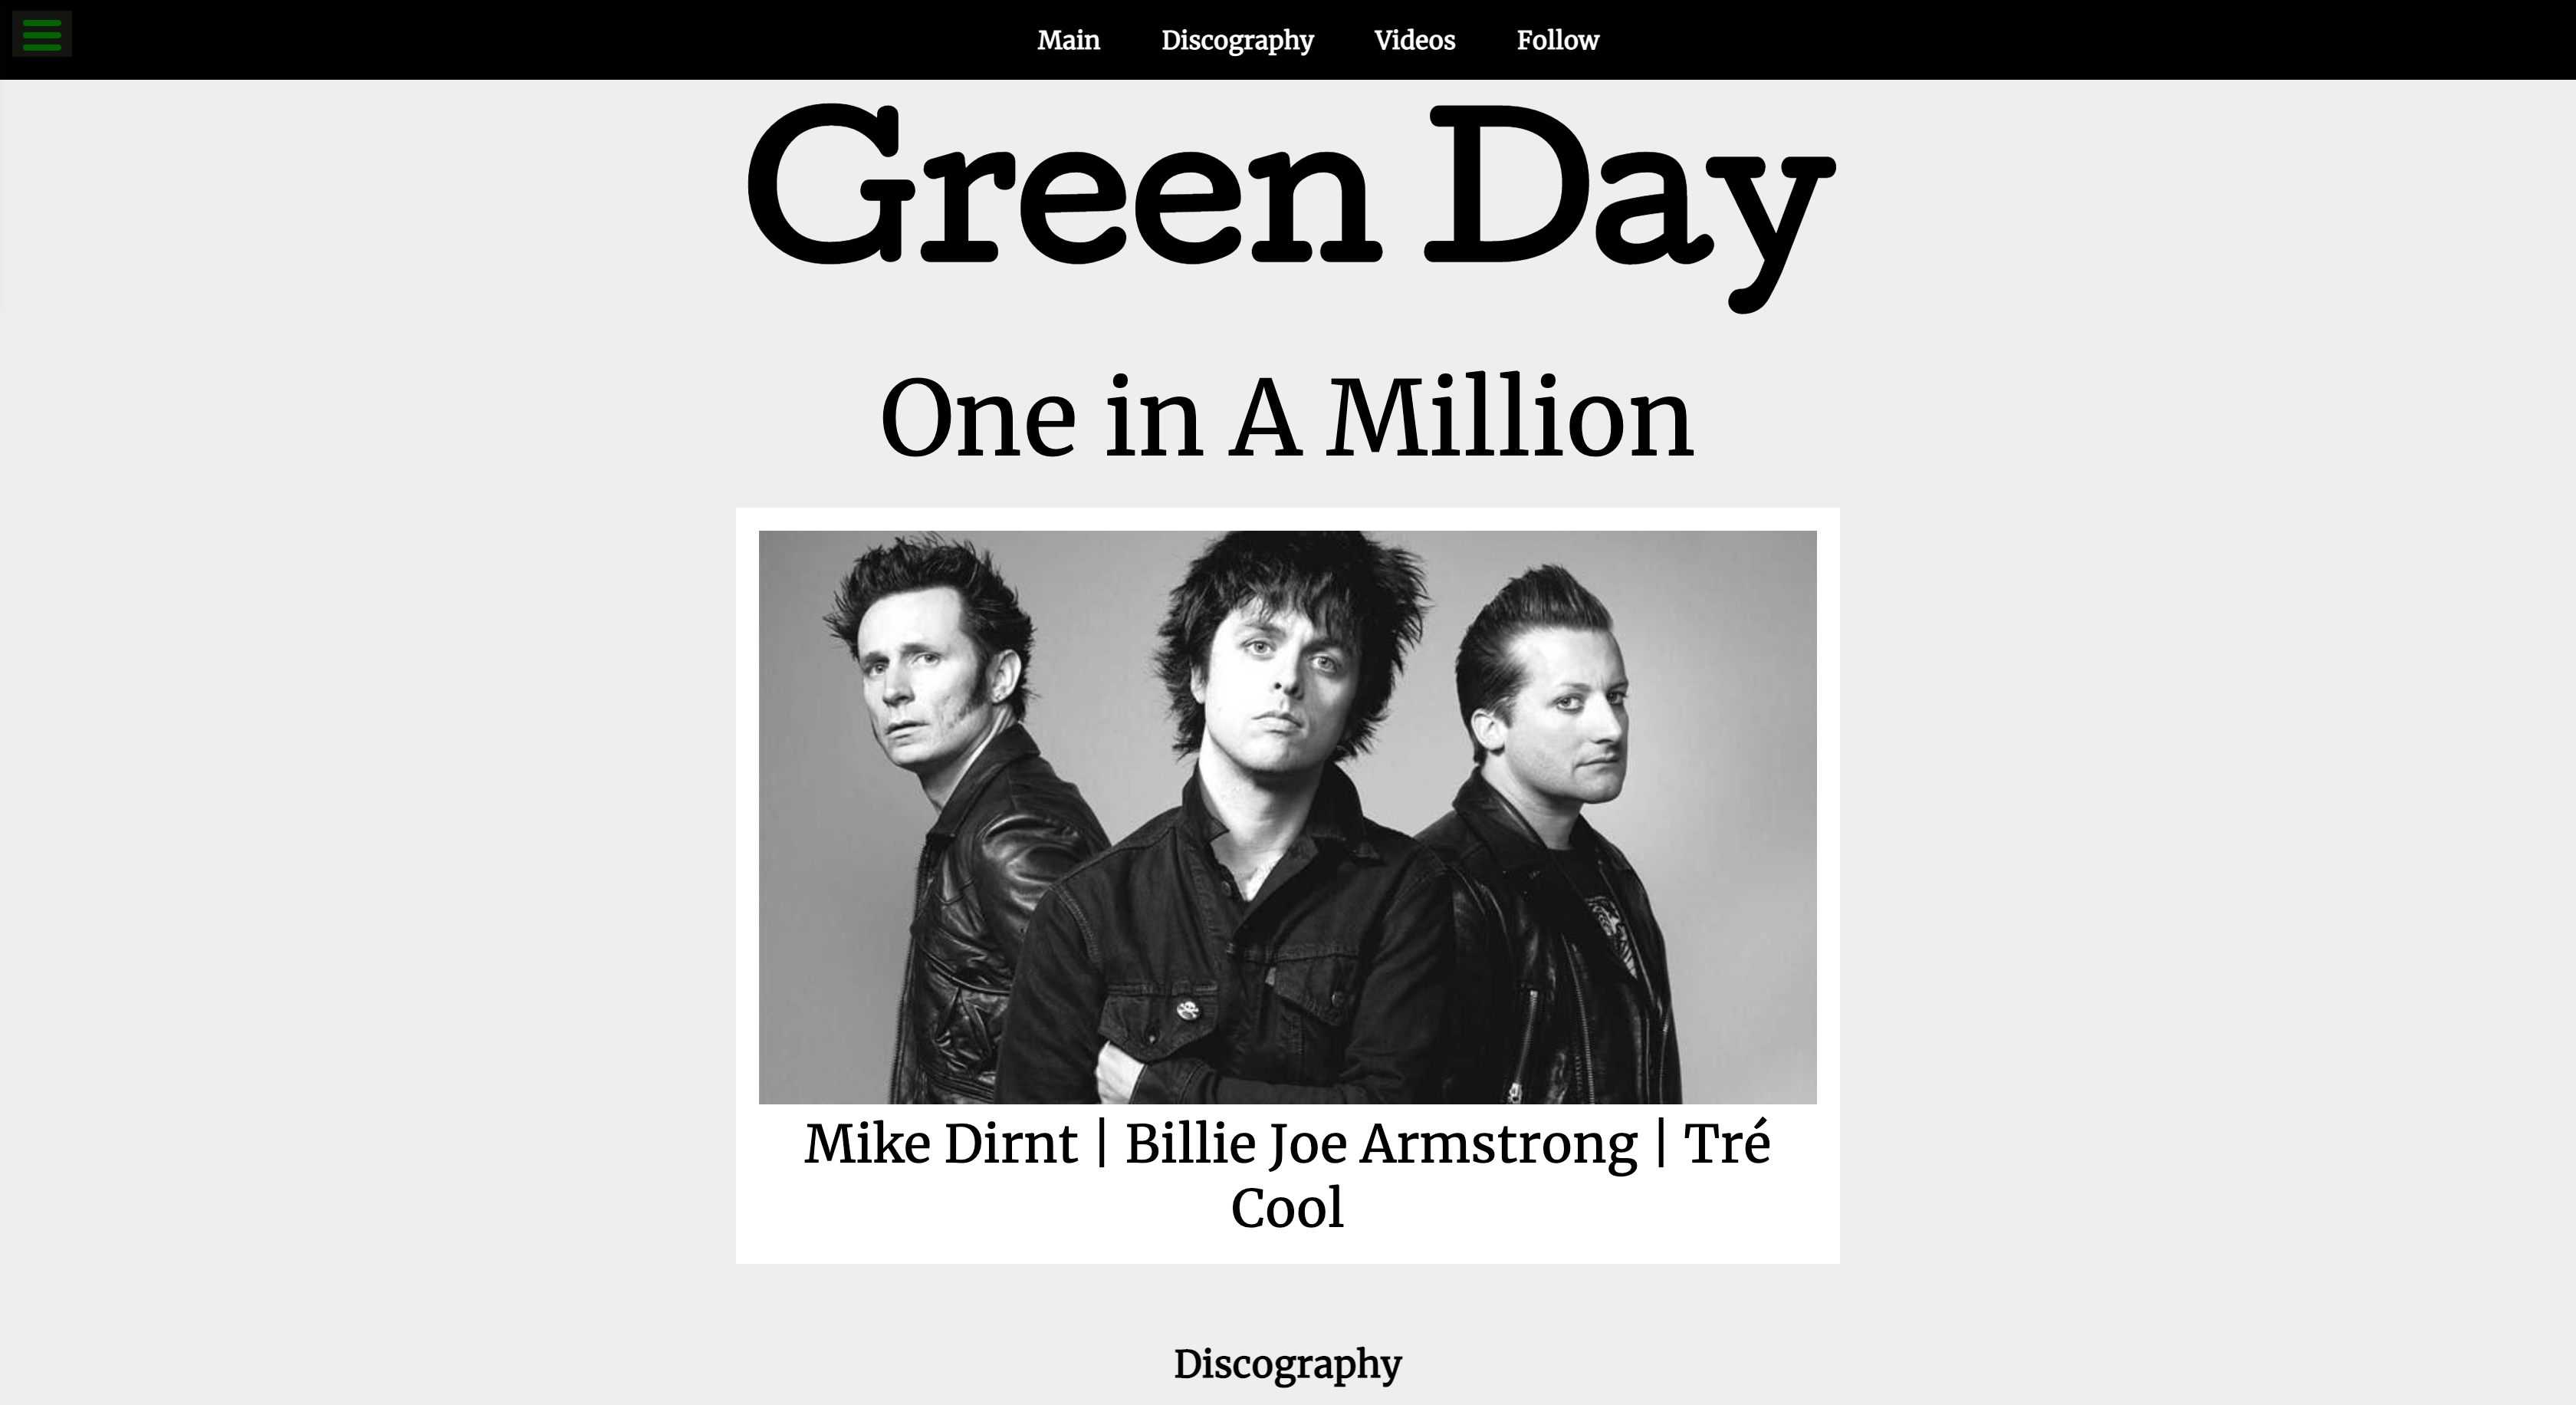 Main Discography Videos Follow
Green Day
One in A Million
Mike Dirnt | Billie Joe Armstrong | Tré
Cool
Discography